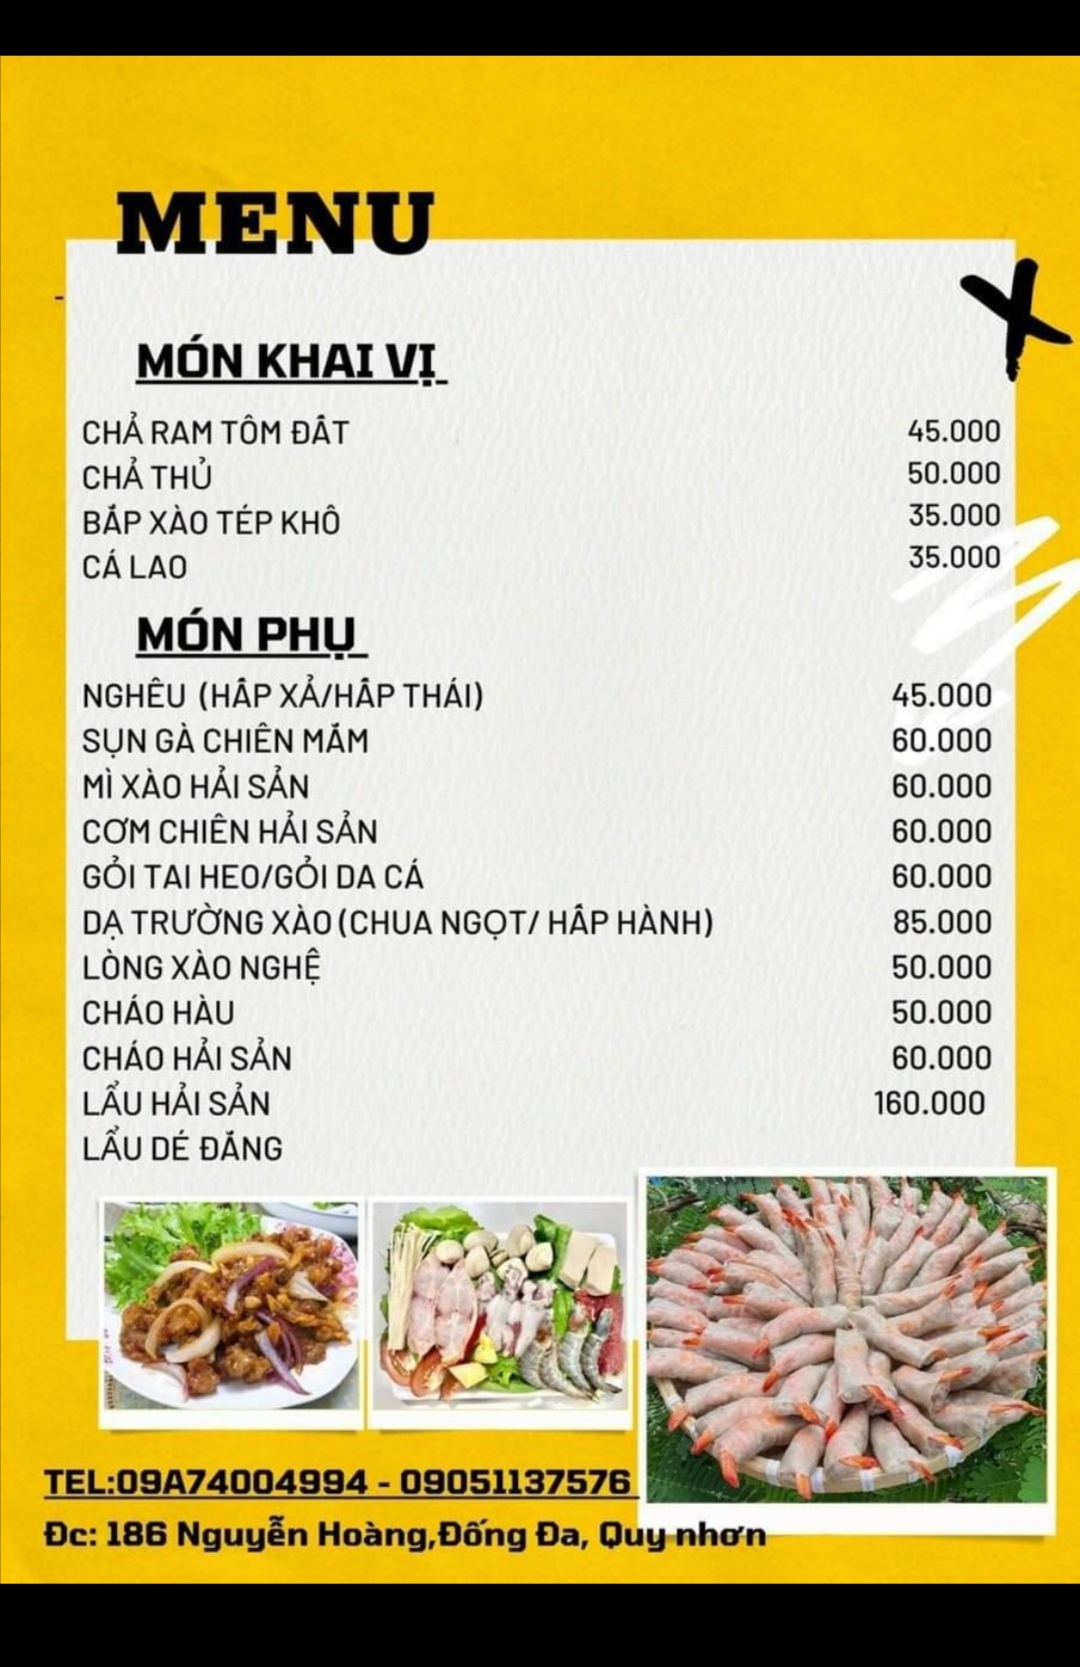 MENU
-
MÓN KHAI VỊ
CHẢ RAM TÔM ĐẤT 45.000
CHẢ THỦ 50.000
BẮP XÀO TÉP KHÔ 35.000
CÁ LAO 35.000
MÓN PHỤ
NGHÊU (HẤP XẢ/HẤP THÁI) 45.000
SỤN GÀ CHIÊN MẮM 60.000
MÌ XÀO HẢI SẢN 60.000
CƠM CHIÊN HẢI SẢN 60.000
GỎI TAI HEO/GỎI DA CÁ 60.000
DẠ TRƯỜNG XÀO (CHUA NGỌT/ HẤP HÀNH) 85.000
LÒNG XÀO NGHỆ 50.000
CHÁO HÀU 50.000
CHÁO HẢI SẢN 60.000
LẨU HẢI SẢN 160.000
LẨU DÉ ĐẮNG
TEL:09A74004994 - 09051137576
Đc: 186 Nguyễn Hoàng,Đống Đa, Quy nhơn